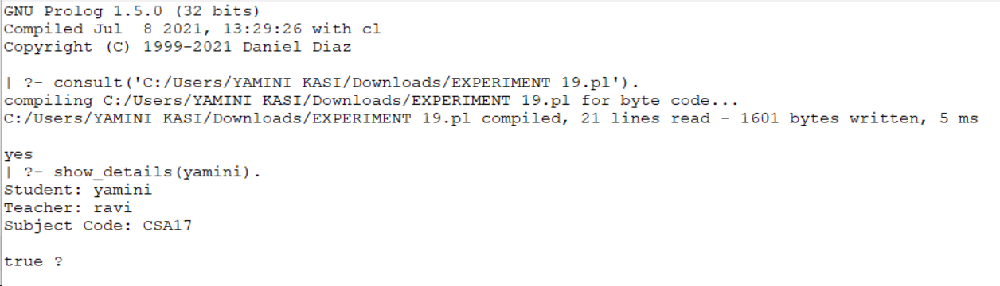 GNU Prolog 1.5.0 (32 bits)
Compiled Jul  8 2021, 13:29:26 with cl
Copyright (C) 1999-2021 Daniel Diaz
| ?- consult('C:/Users/YAMINI KASI/Downloads/EXPERIMENT 19.pl').
compiling C:/Users/YAMINI KASI/Downloads/EXPERIMENT 19.pl for byte code...
C:/Users/YAMINI KASI/Downloads/EXPERIMENT 19.pl compiled, 21 lines read - 1601 bytes written, 5 ms
yes
| ?- show_details(yamini).
Student: yamini
Teacher: ravi
Subject Code: CSA17
true ?